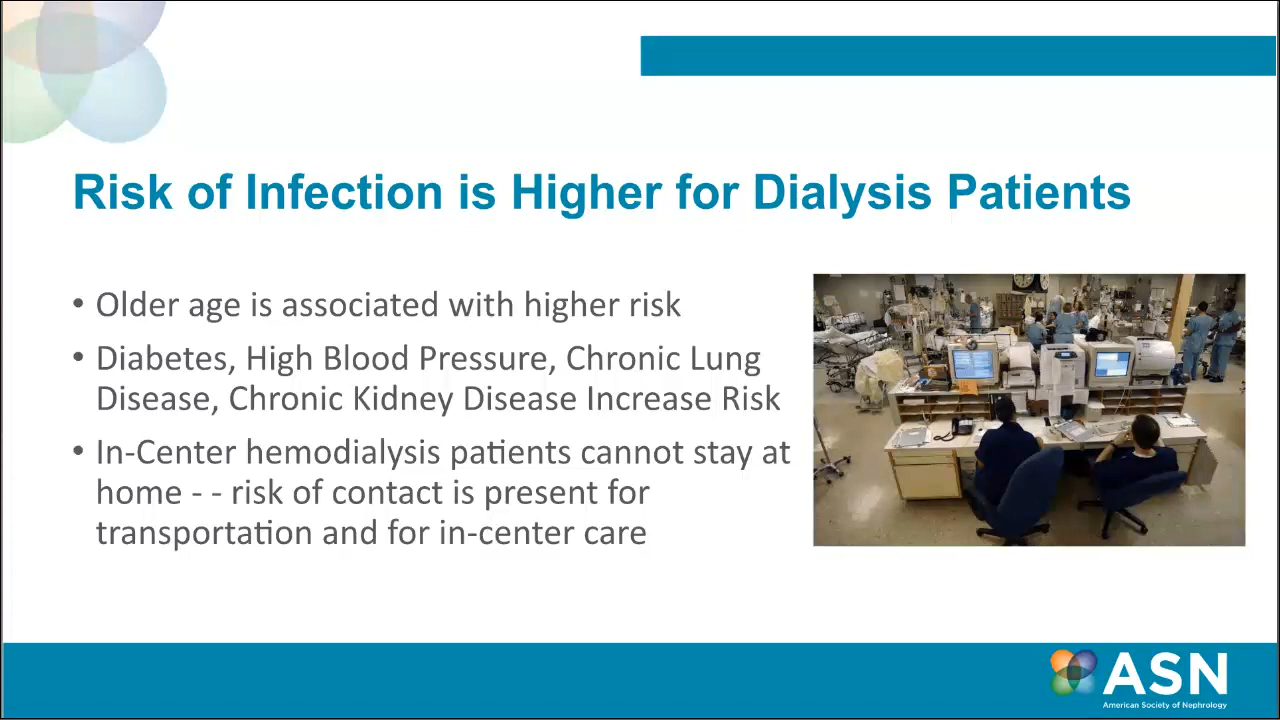 Risk of Infection is Higher for Dialysis Patients
• Older age is associated with higher risk
• Diabetes, High Blood Pressure, Chronic Lung
Disease, Chronic Kidney Disease Increase Risk
• In-Center hemodialysis patients cannot stay at
home - - risk of contact is present for
transportation and for in-center care
ASN
American Society of Nephrology